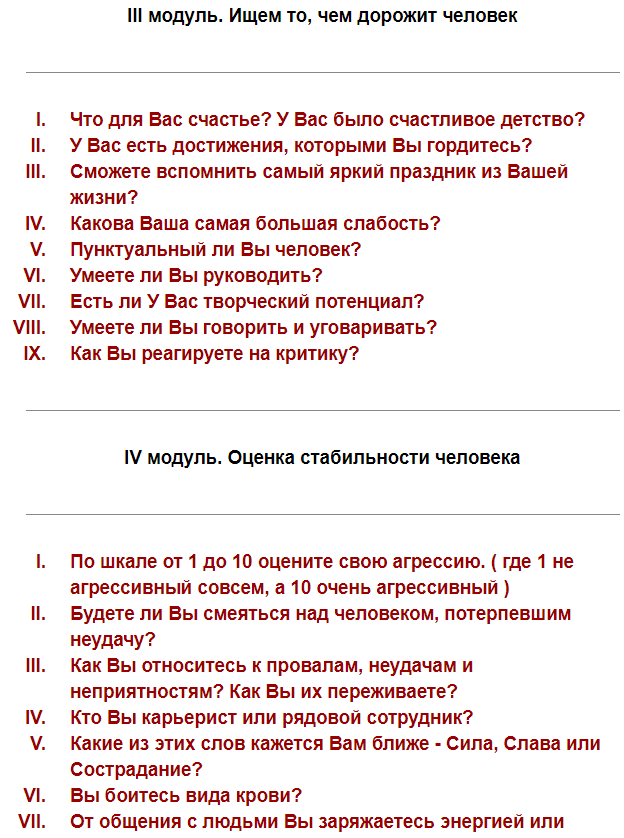 III модуль. Ищем то, чем дорожит человек
I. Что для Вас счастье? У Вас было счастливое детство?
II. У Вас есть достижения, которыми Вы гордитесь?
III. Сможете вспомнить самый яркий праздник из Вашей
жизни?
IV. Какова Ваша самая большая слабость?
V. Пунктуальный ли Вы человек?
VI. Умеете ли Вы руководить?
VII. Есть ли У Вас творческий потенциал?
VIII. Умеете ли Вы говорить и уговаривать?
IX. Как Вы реагируете на критику?
IV модуль. Оценка стабильности человека
I. По шкале от 1 до 10 оцените свою агрессию. ( где 1 не
агрессивный совсем, а 10 очень агрессивный )
II. Будете ли Вы смеяться над человеком, потерпевшим
неудачу?
III. Как Вы относитесь к провалам, неудачам и
неприятностям? Как Вы их переживаете?
IV. Кто Вы карьерист или рядовой сотрудник?
V. Какие из этих слов кажется Вам ближе - Сила, Слава или
Сострадание?
VI. Вы боитесь вида крови?
VII. От общения с людьми Вы заряжаетесь энергией или